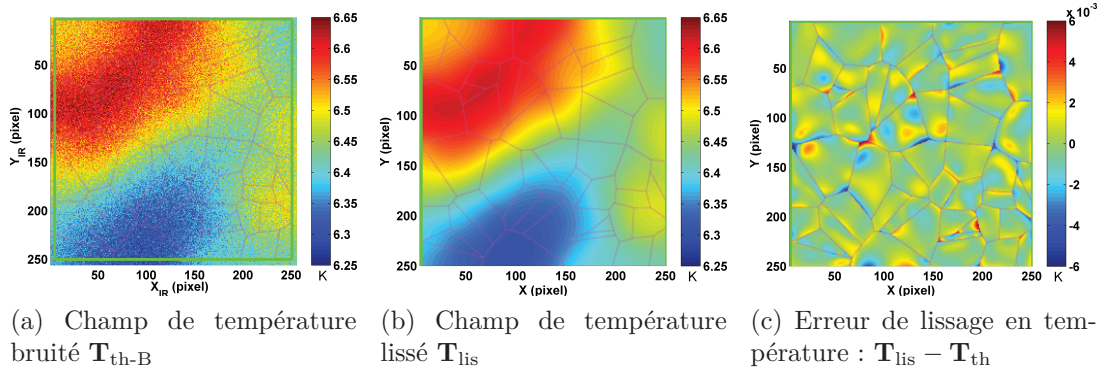 6.65
6.6
6.55
6.5
6.45
6.4
6.35
6.3
6.25
K
50
100
150
200
250
Y_IR (pixel)
50 100 150 200 250
X_IR (pixel)
6.65
6.6
6.55
6.5
6.45
6.4
6.35
6.3
6.25
K
50
100
150
200
250
Y (pixel)
50 100 150 200 250
X (pixel)
x 10⁻³
6
4
2
0
-2
-4
-6
K
50
100
150
200
250
Y (pixel)
50 100 150 200 250
X (pixel)
(a) Champ de température
bruité T_th-B
(b) Champ de température
lissé T_lis
(c) Erreur de lissage en tem-
pérature : T_lis − T_th